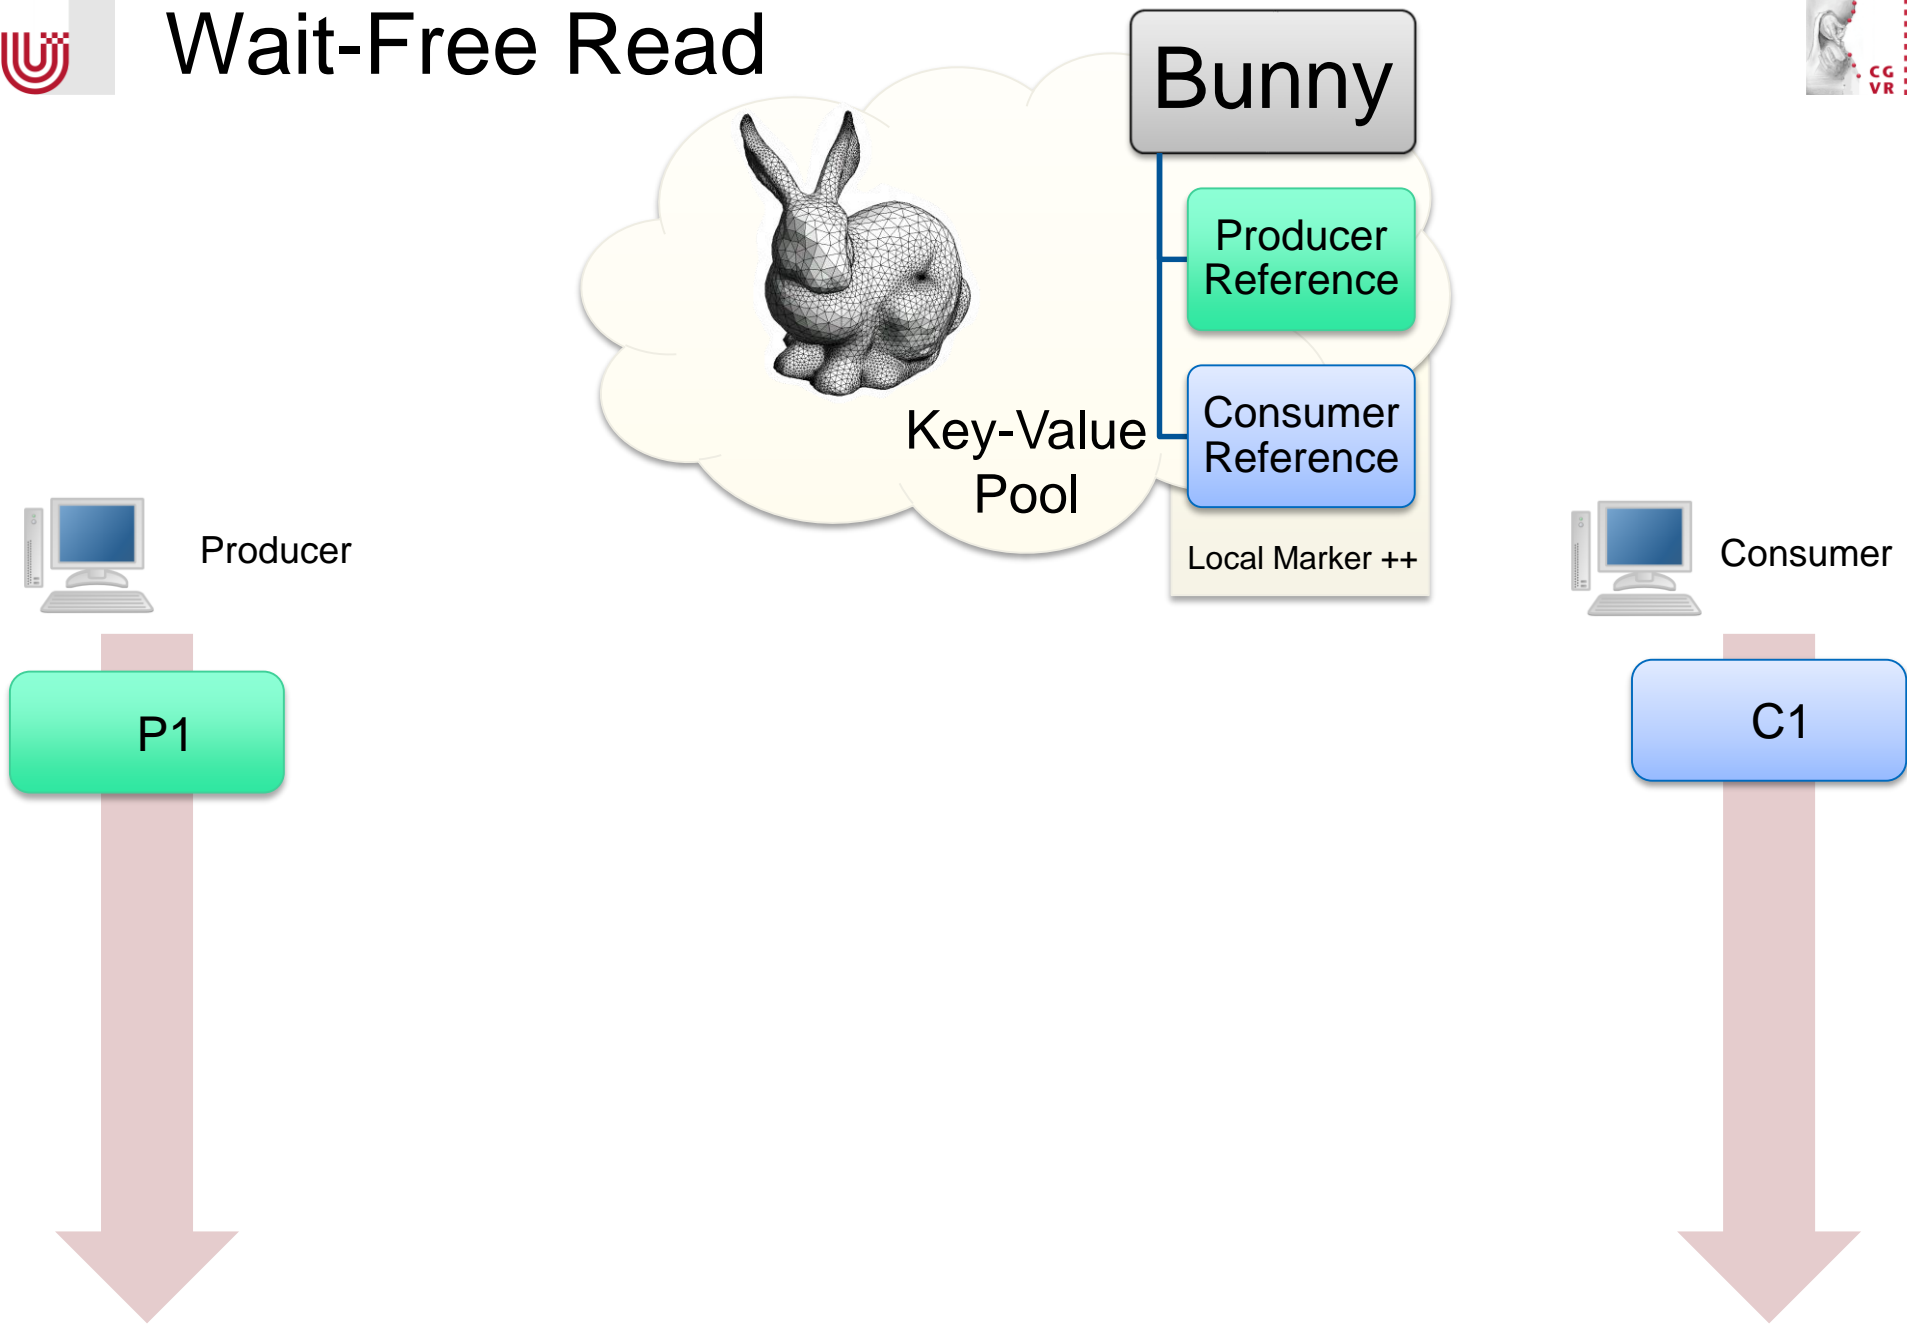 Wait-Free Read
Bunny
CG
VR
Producer
Reference
Consumer
Reference
Key-Value
Pool
Local Marker ++
Producer
Consumer
P1
C1